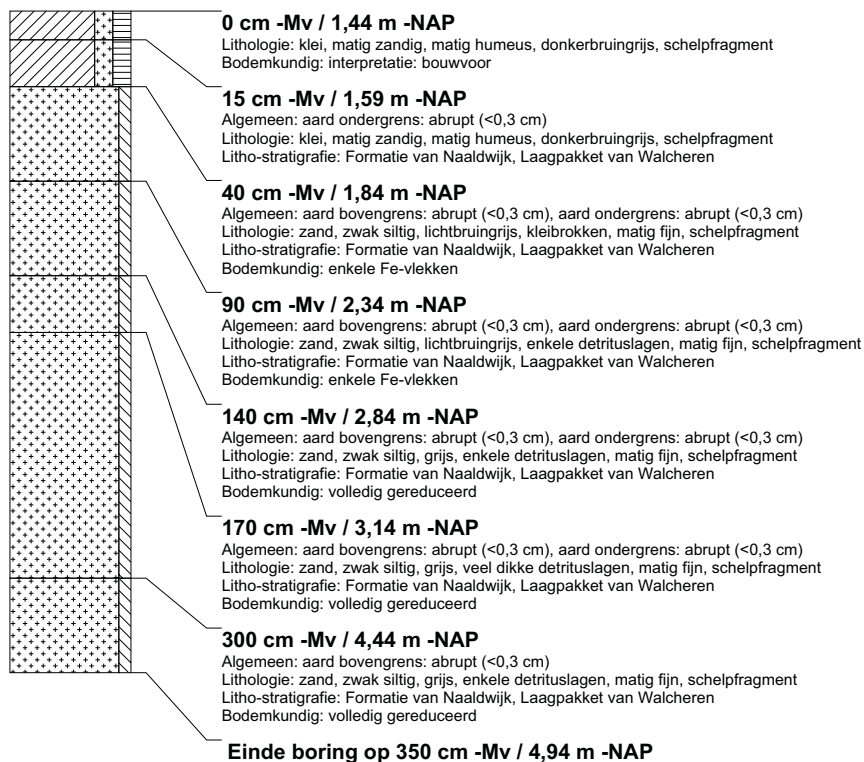 0 cm -Mv / 1,44 m -NAP
Lithologie: klei, matig zandig, matig humeus, donkerbruingrijs, schelpfragment
Bodemkundig: interpretatie: bouwvoor
15 cm -Mv / 1,59 m -NAP
Algemeen: aard ondergrens: abrupt (<0,3 cm)
Lithologie: klei, matig zandig, matig humeus, donkerbruingrijs, schelpfragment
Litho-stratigrafie: Formatie van Naaldwijk, Laagpakket van Walcheren
40 cm -Mv / 1,84 m -NAP
Algemeen: aard bovengrens: abrupt (<0,3 cm), aard ondergrens: abrupt (<0,3 cm)
Lithologie: zand, zwak siltig, lichtbruingrijs, kleibrokken, matig fijn, schelpfragment
Litho-stratigrafie: Formatie van Naaldwijk, Laagpakket van Walcheren
Bodemkundig: enkele Fe-vlekken
90 cm -Mv / 2,34 m -NAP
Algemeen: aard bovengrens: abrupt (<0,3 cm), aard ondergrens: abrupt (<0,3 cm)
Lithologie: zand, zwak siltig, lichtbruingrijs, enkele detrituslagen, matig fijn, schelpfragment
Litho-stratigrafie: Formatie van Naaldwijk, Laagpakket van Walcheren
Bodemkundig: enkele Fe-vlekken
140 cm -Mv / 2,84 m -NAP
Algemeen: aard bovengrens: abrupt (<0,3 cm), aard ondergrens: abrupt (<0,3 cm)
Lithologie: zand, zwak siltig, grijs, enkele detrituslagen, matig fijn, schelpfragment
Litho-stratigrafie: Formatie van Naaldwijk, Laagpakket van Walcheren
Bodemkundig: volledig gereduceerd
170 cm -Mv / 3,14 m -NAP
Algemeen: aard bovengrens: abrupt (<0,3 cm), aard ondergrens: abrupt (<0,3 cm)
Lithologie: zand, zwak siltig, grijs, veel dikke detrituslagen, matig fijn, schelpfragment
Litho-stratigrafie: Formatie van Naaldwijk, Laagpakket van Walcheren
Bodemkundig: volledig gereduceerd
300 cm -Mv / 4,44 m -NAP
Algemeen: aard bovengrens: abrupt (<0,3 cm)
Lithologie: zand, zwak siltig, grijs, enkele detrituslagen, matig fijn, schelpfragment
Litho-stratigrafie: Formatie van Naaldwijk, Laagpakket van Walcheren
Bodemkundig: volledig gereduceerd
Einde boring op 350 cm -Mv / 4,94 m -NAP